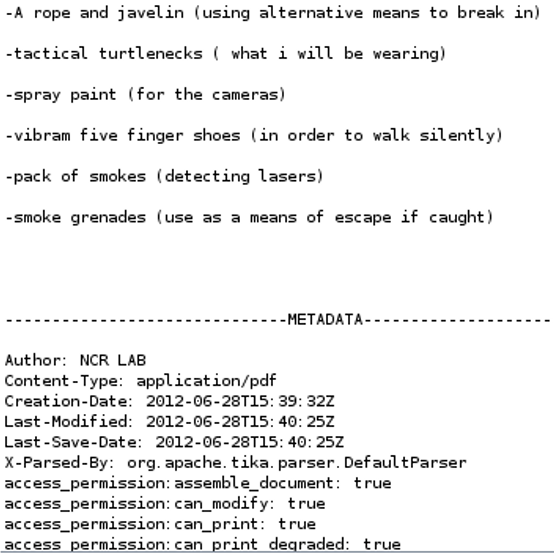 -A rope and javelin (using alternative means to break in)
-tactical turtlenecks ( what i will be wearing)
-spray paint (for the cameras)
-vibram five finger shoes (in order to walk silently)
-pack of smokes (detecting lasers)
-smoke grenades (use as a means of escape if caught)
------------------------------METADATA--------------------
Author: NCR LAB
Content-Type: application/pdf
Creation-Date: 2012-06-28T15:39:32Z
Last-Modified: 2012-06-28T15:40:25Z
Last-Save-Date: 2012-06-28T15:40:25Z
X-Parsed-By: org.apache.tika.parser.DefaultParser
access_permission:assemble_document: true
access_permission:can_modify: true
access_permission:can_print: true
access_permission:can_print_degraded: true